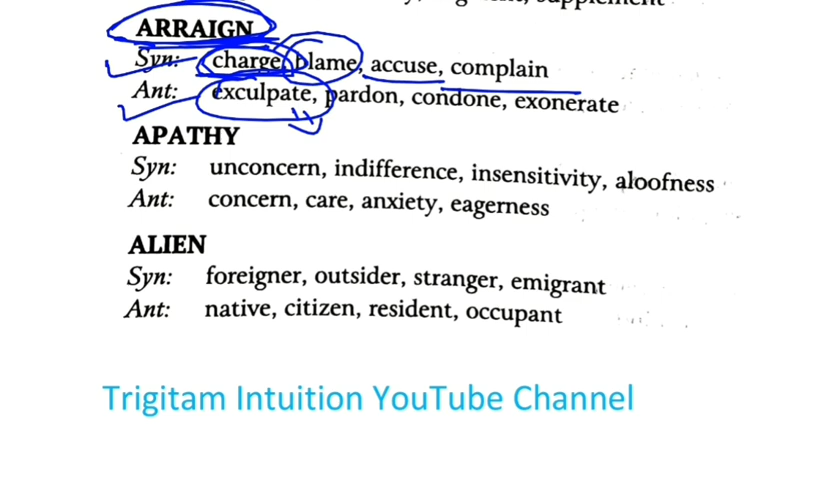 ARRAIGN
Syn: charge, blame, accuse, complain
Ant: exculpate, pardon, condone, exonerate
APATHY
Syn: unconcern, indifference, insensitivity, aloofness
Ant: concern, care, anxiety, eagerness
ALIEN
Syn: foreigner, outsider, stranger, emigrant
Ant: native, citizen, resident, occupant
Trigitam Intuition YouTube Channel